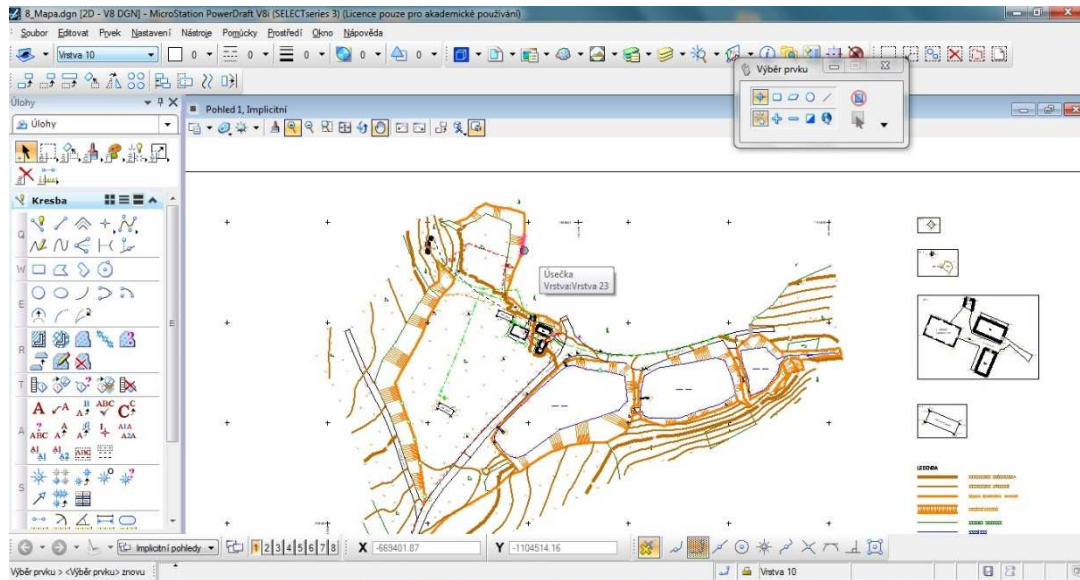 8_Mapa.dgn [2D - V8 DGN] - MicroStation PowerDraft V8i (SELECTseries 3) (Licence pouze pro akademické používání)
Soubor Editovat Prvek Nastavení Nástroje Pomůcky Prostředí Okno Nápověda
Vrstva 10 0 0 0 0 0
Výběr prvku
Úlohy
Pohled 1, Implicitní
Úlohy
Kresba
Q
W
E
R
T
A
S
Úsečka
Vrstva:Vrstva 23
LEGENDA
Implicitní pohledy 1 2 3 4 5 6 7 8 X -669401.87 Y -1104514.16
Výběr prvku > <Výběr prvku> znovu Vrstva 10